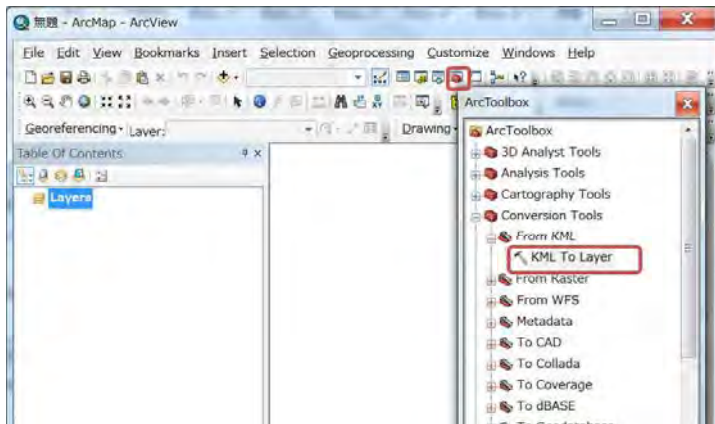 無題 - ArcMap - ArcView
File Edit View Bookmarks Insert Selection Geoprocessing Customize Windows Help
Georeferencing Layer:
Drawing
Table Of Contents
Layers
ArcToolbox
ArcToolbox
3D Analyst Tools
Analysis Tools
Cartography Tools
Conversion Tools
From KML
KML To Layer
From Raster
From WFS
Metadata
To CAD
To Collada
To Coverage
To dBASE